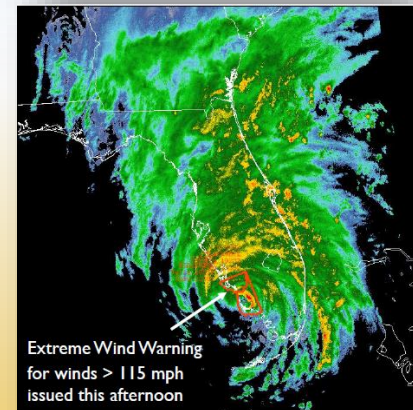 Extreme Wind Warning
for winds > 115 mph
issued this afternoon